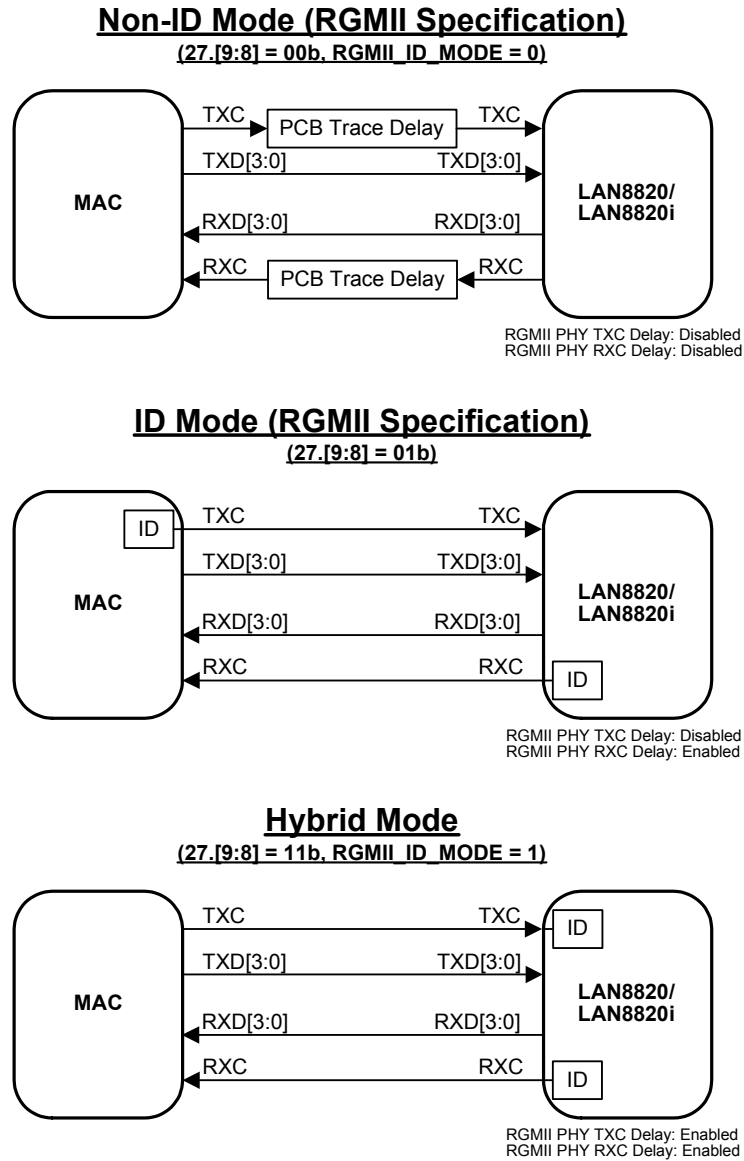 Non-ID Mode (RGMII Specification)
(27.[9:8] = 00b, RGMII_ID_MODE = 0)
TXC PCB Trace Delay TXC
TXD[3:0] TXD[3:0]
MAC
LAN8820/
LAN8820i
RXD[3:0] RXD[3:0]
RXC PCB Trace Delay RXC
RGMII PHY TXC Delay: Disabled
RGMII PHY RXC Delay: Disabled
ID Mode (RGMII Specification)
(27.[9:8] = 01b)
ID TXC TXC
TXD[3:0] TXD[3:0]
MAC
LAN8820/
LAN8820i
RXD[3:0] RXD[3:0]
RXC RXC ID
RGMII PHY TXC Delay: Disabled
RGMII PHY RXC Delay: Enabled
Hybrid Mode
(27.[9:8] = 11b, RGMII_ID_MODE = 1)
TXC TXC ID
TXD[3:0] TXD[3:0]
MAC
LAN8820/
LAN8820i
RXD[3:0] RXD[3:0]
RXC RXC ID
RGMII PHY TXC Delay: Enabled
RGMII PHY RXC Delay: Enabled